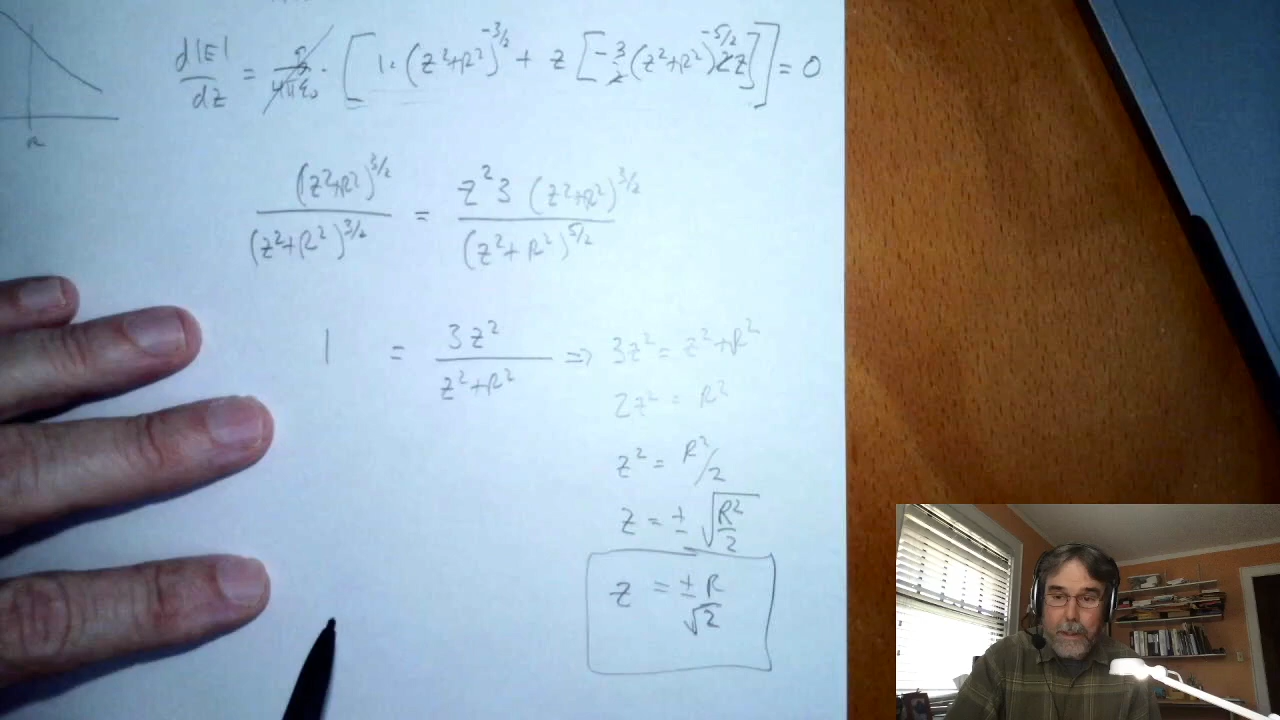 d|E|/dz = q/4πε₀ · [1·(z²+R²)^-3/2 + z[-3/2(z²+R²)^-5/2 2z]] = 0
R
(z²+R²)^3/2 / (z²+R²)^3/2 = z²3 (z²+R²)^3/2 / (z²+R²)^5/2
1 = 3z² / z²+R² ⇒ 3z² = z²+R²
2z² = R²
z² = R²/2
z = ± √(R²/2)
z = ± R/√2